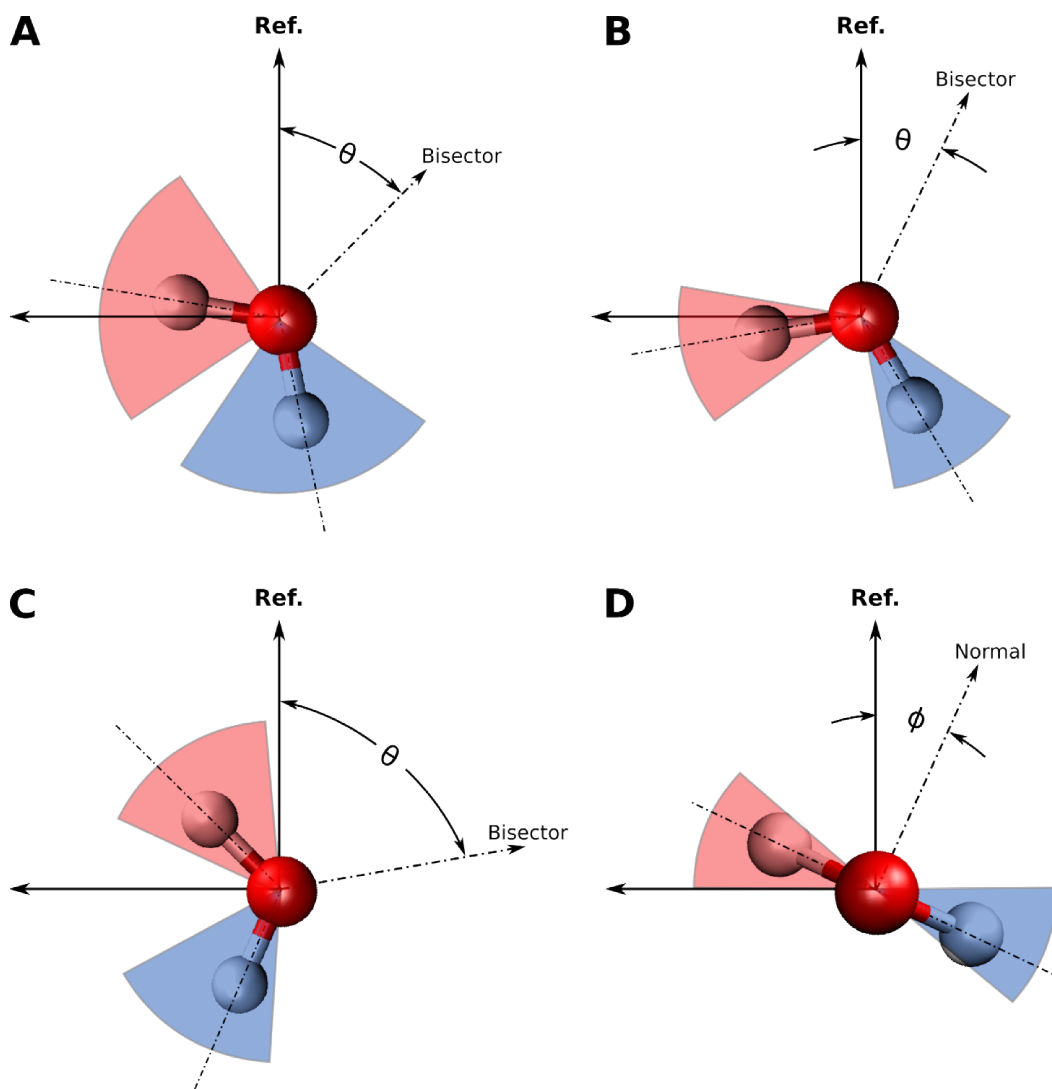 A
Ref.
θ
Bisector
B
Ref.
Bisector
θ
C
Ref.
θ
Bisector
D
Ref.
Normal
ϕ